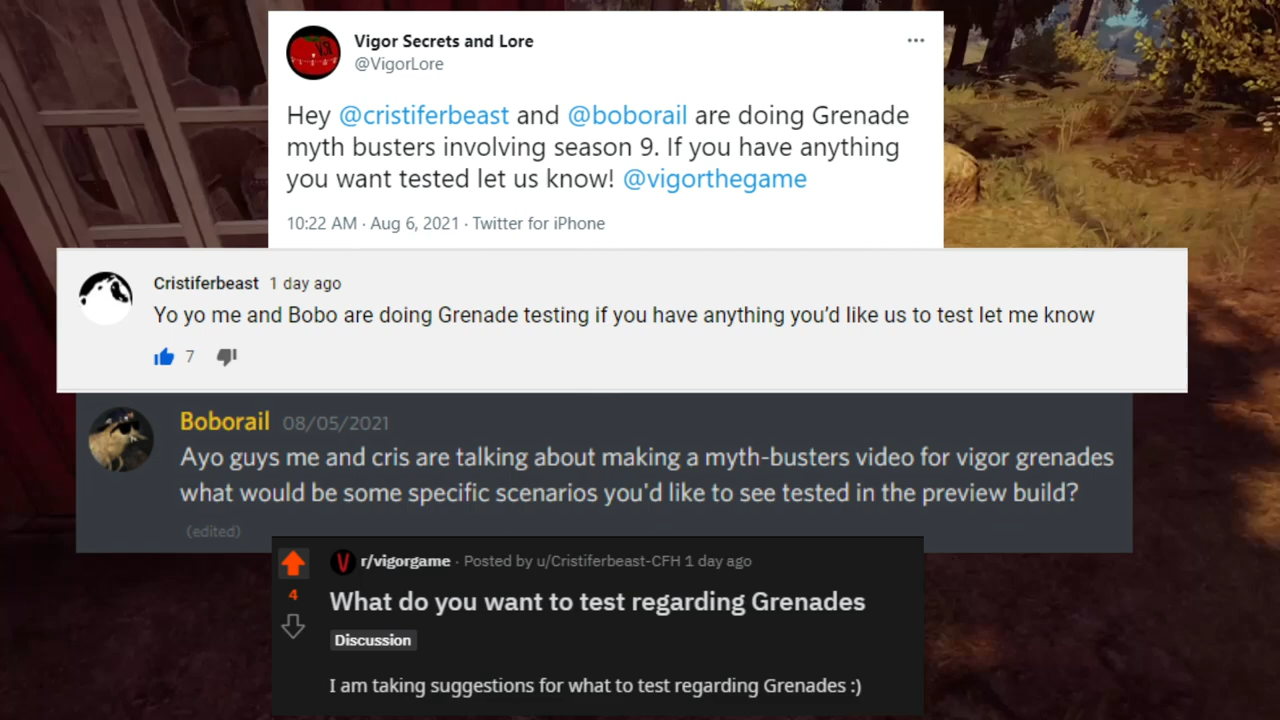 Vigor Secrets and Lore
@VigorLore
Hey @cristiferbeast and @boborail are doing Grenade
myth busters involving season 9. If you have anything
you want tested let us know! @vigorthegame
10:22 AM · Aug 6, 2021 · Twitter for iPhone
Cristiferbeast 1 day ago
Yo yo me and Bobo are doing Grenade testing if you have anything you'd like us to test let me know
7
Boborail 08/05/2021
Ayo guys me and cris are talking about making a myth-busters video for vigor grenades
what would be some specific scenarios you'd like to see tested in the preview build?
(edited)
r/vigorgame · Posted by u/Cristiferbeast-CFH 1 day ago
4
What do you want to test regarding Grenades
Discussion
I am taking suggestions for what to test regarding Grenades :)